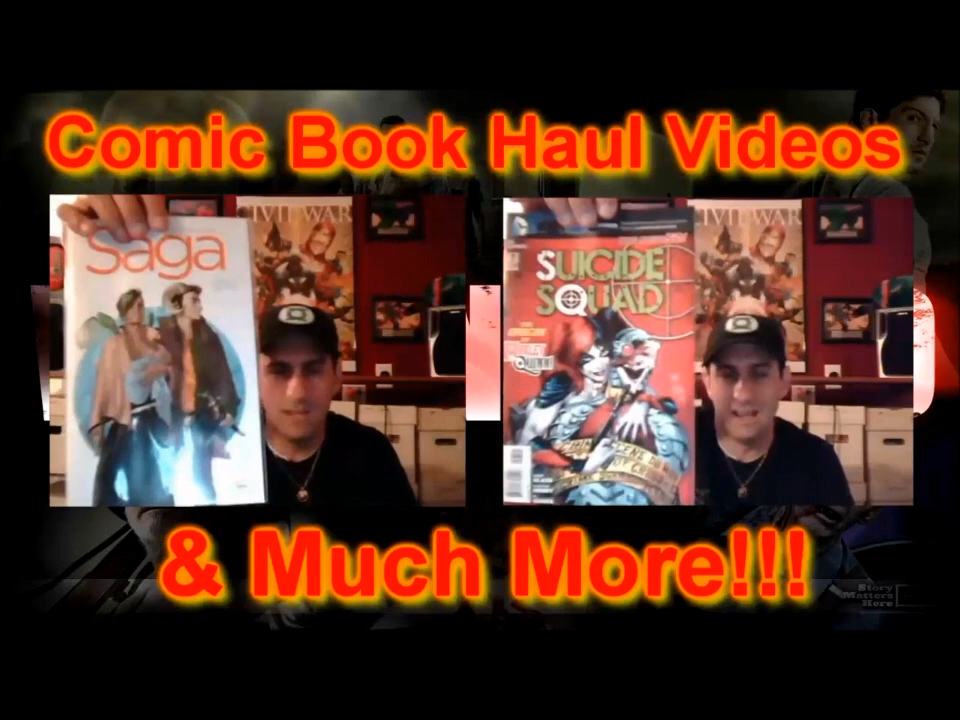 Comic Book Haul Videos
Saga
CIVIL WAR
SUICIDE
SQUAD
CIVIL WAR
& Much More!!!
Story
Matters
Here